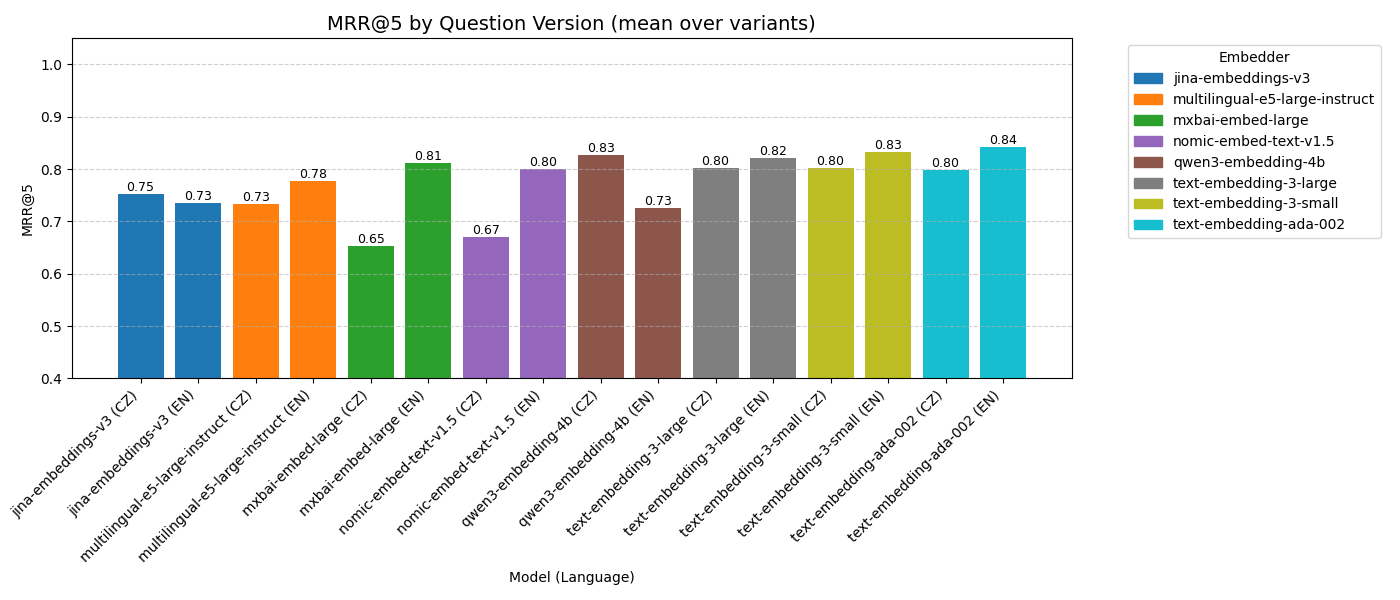 MRR@5 by Question Version (mean over variants)
MRR@5
1.0
0.9
0.8
0.7
0.6
0.5
0.4
0.75
0.73
0.73
0.78
0.65
0.81
0.67
0.80
0.83
0.73
0.80
0.82
0.80
0.83
0.80
0.84
jina-embeddings-v3 (CZ)
jina-embeddings-v3 (EN)
multilingual-e5-large-instruct (CZ)
multilingual-e5-large-instruct (EN)
mxbai-embed-large (CZ)
mxbai-embed-large (EN)
nomic-embed-text-v1.5 (CZ)
nomic-embed-text-v1.5 (EN)
qwen3-embedding-4b (CZ)
qwen3-embedding-4b (EN)
text-embedding-3-large (CZ)
text-embedding-3-large (EN)
text-embedding-3-small (CZ)
text-embedding-3-small (EN)
text-embedding-ada-002 (CZ)
text-embedding-ada-002 (EN)
Model (Language)
Embedder
jina-embeddings-v3
multilingual-e5-large-instruct
mxbai-embed-large
nomic-embed-text-v1.5
qwen3-embedding-4b
text-embedding-3-large
text-embedding-3-small
text-embedding-ada-002